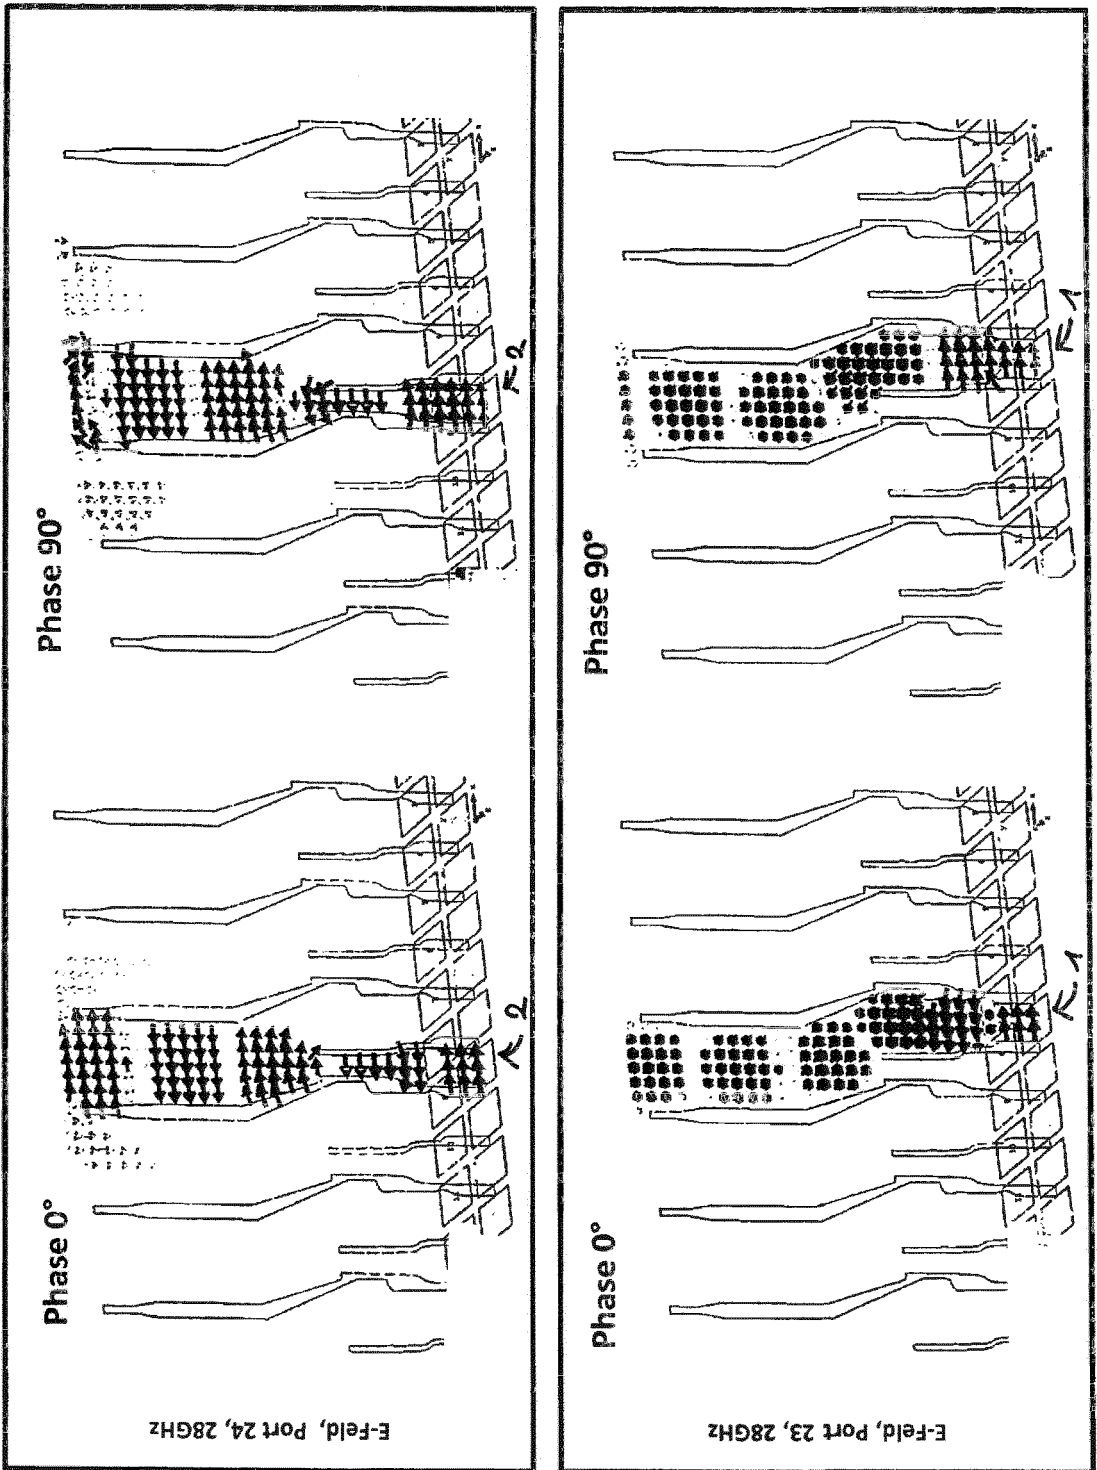 Phase 90°
2
Phase 0°
2
E-Feld, Port 24, 28GHz
Phase 90°
1
Phase 0°
1
E-Feld, Port 23, 28GHz